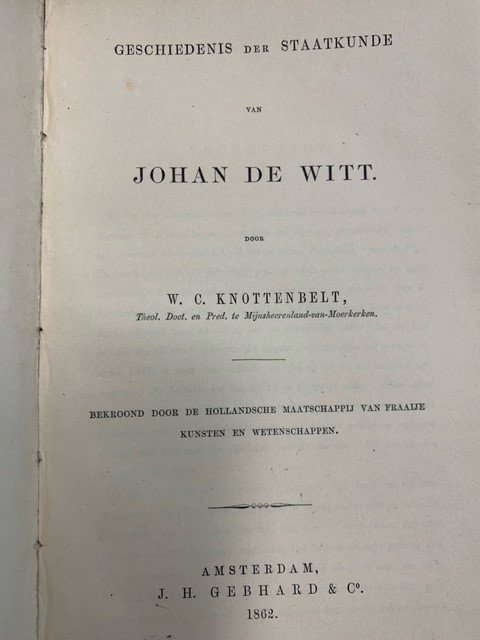 GESCHIEDENIS DER STAATKUNDE
VAN
JOHAN DE WITT.
DOOR
W. C. KNOTTENBELT,
Theol. Doct. en Pred. te Mijnsheerenland-van-Moerkerken.
BEKROOND DOOR DE HOLLANDSCHE MAATSCHAPPIJ VAN FRAAIJE
KUNSTEN EN WETENSCHAPPEN.
AMSTERDAM,
J. H. GEBHARD & Co.
1862.